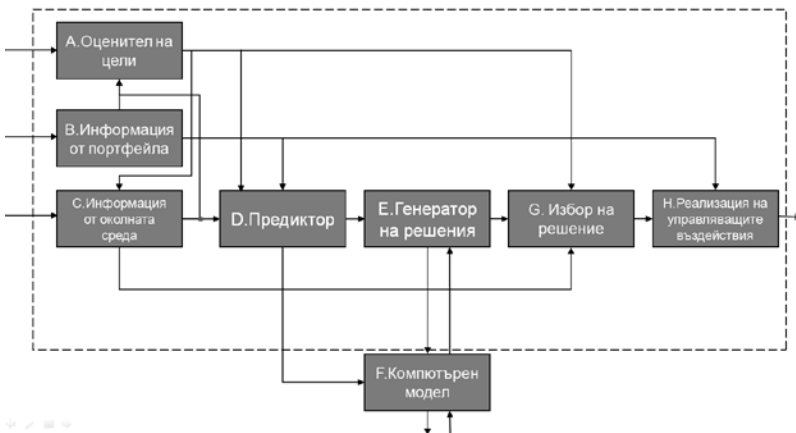 A.Оценител на
цели
B.Информация
от портфейла
C.Информация
от околната
среда
D.Предиктор
E.Генератор
на решения
G. Избор на
решение
H.Реализация на
управляващите
въздействия
F.Компютърен
модел